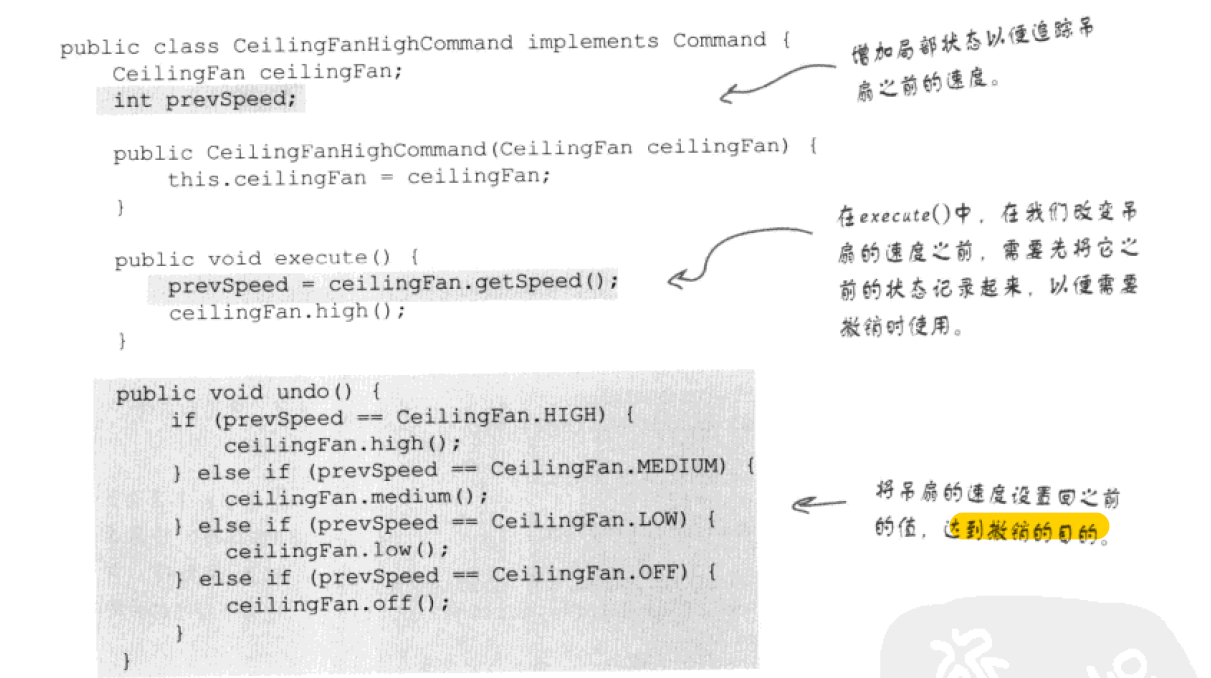 public class CeilingFanHighCommand implements Command {
CeilingFan ceilingFan;
int prevSpeed;
增加局部状态以便追踪吊
扇之前的速度。
public CeilingFanHighCommand(CeilingFan ceilingFan) {
this.ceilingFan = ceilingFan;
}
public void execute() {
prevSpeed = ceilingFan.getSpeed();
ceilingFan.high();
}
在execute()中，在我们改变吊
扇的速度之前，需要先将它之
前的状态记录起来，以便需要
撤销时使用。
public void undo() {
if (prevSpeed == CeilingFan.HIGH) {
ceilingFan.high();
} else if (prevSpeed == CeilingFan.MEDIUM) {
ceilingFan.medium();
} else if (prevSpeed == CeilingFan.LOW) {
ceilingFan.low();
} else if (prevSpeed == CeilingFan.OFF) {
ceilingFan.off();
}
}
将吊扇的速度设置回之前
的值，达到撤销的目的。